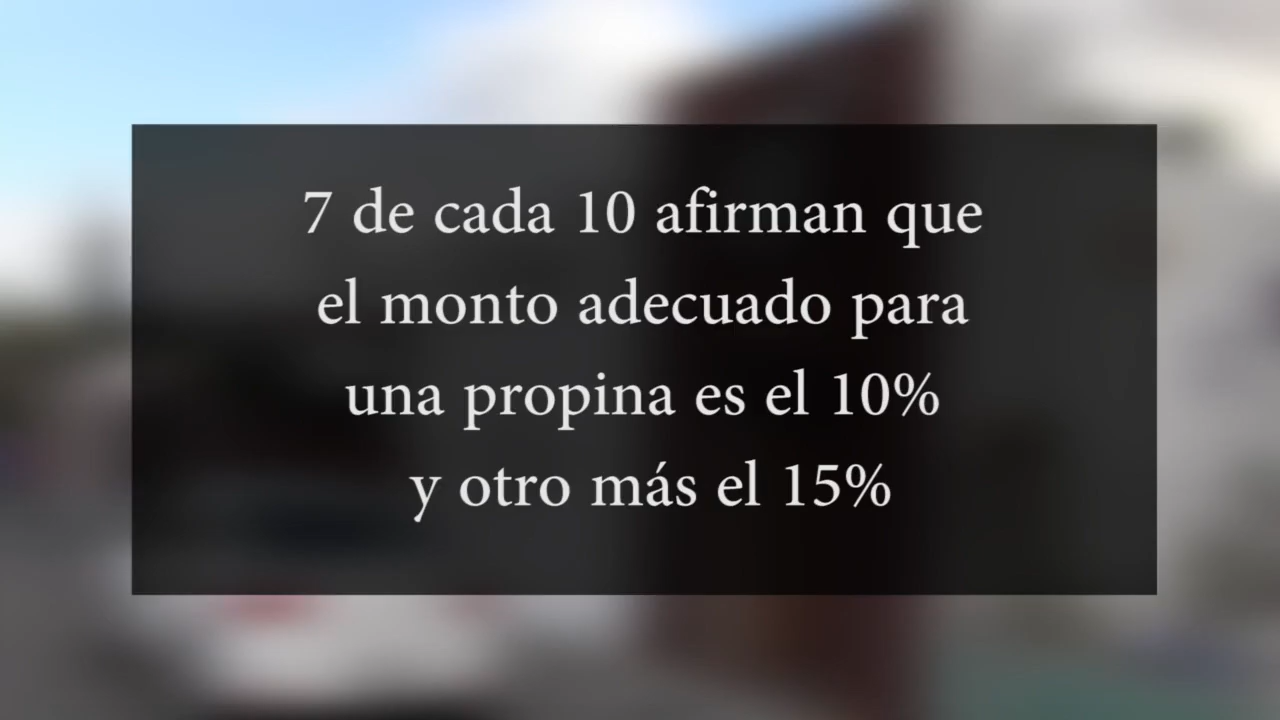 7 de cada 10 afirman que
el monto adecuado para
una propina es el 10%
y otro más el 15%